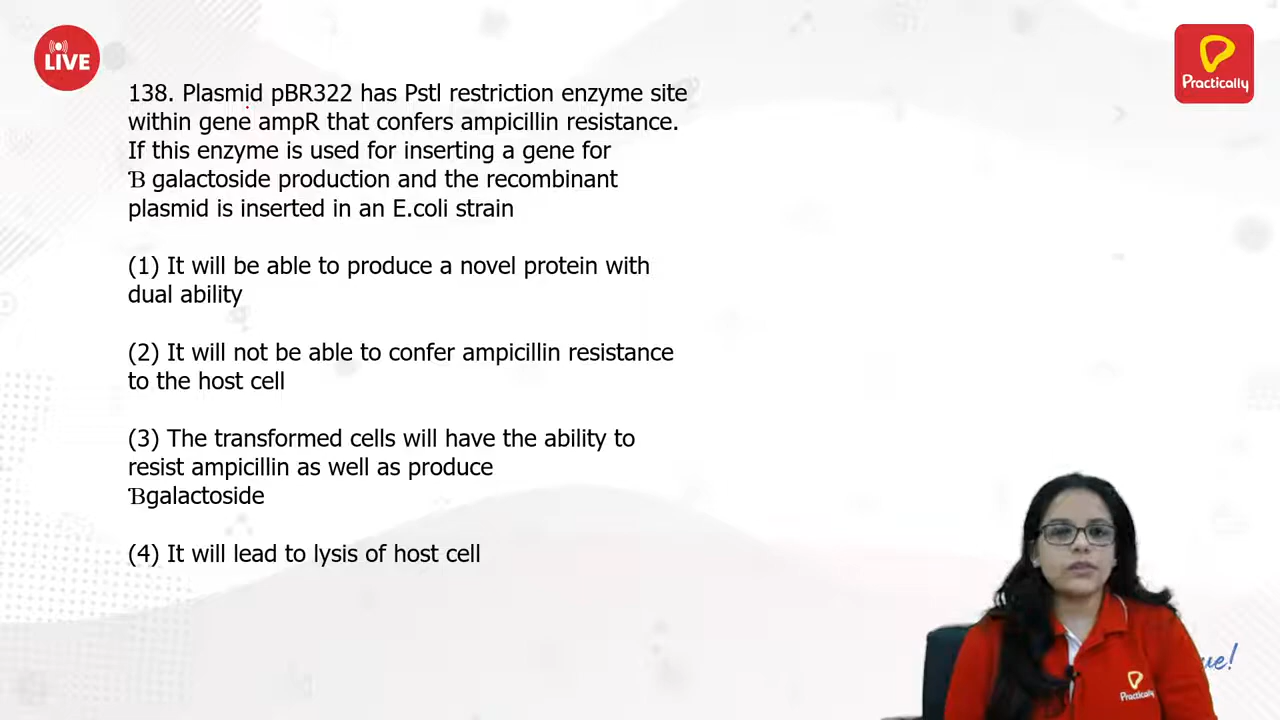 LIVE
Practically
138. Plasmid pBR322 has Pstl restriction enzyme site
within gene ampR that confers ampicillin resistance.
If this enzyme is used for inserting a gene for
Ɓ galactoside production and the recombinant
plasmid is inserted in an E.coli strain
(1) It will be able to produce a novel protein with
dual ability
(2) It will not be able to confer ampicillin resistance
to the host cell
(3) The transformed cells will have the ability to
resist ampicillin as well as produce
Ɓgalactoside
(4) It will lead to lysis of host cell
Practically